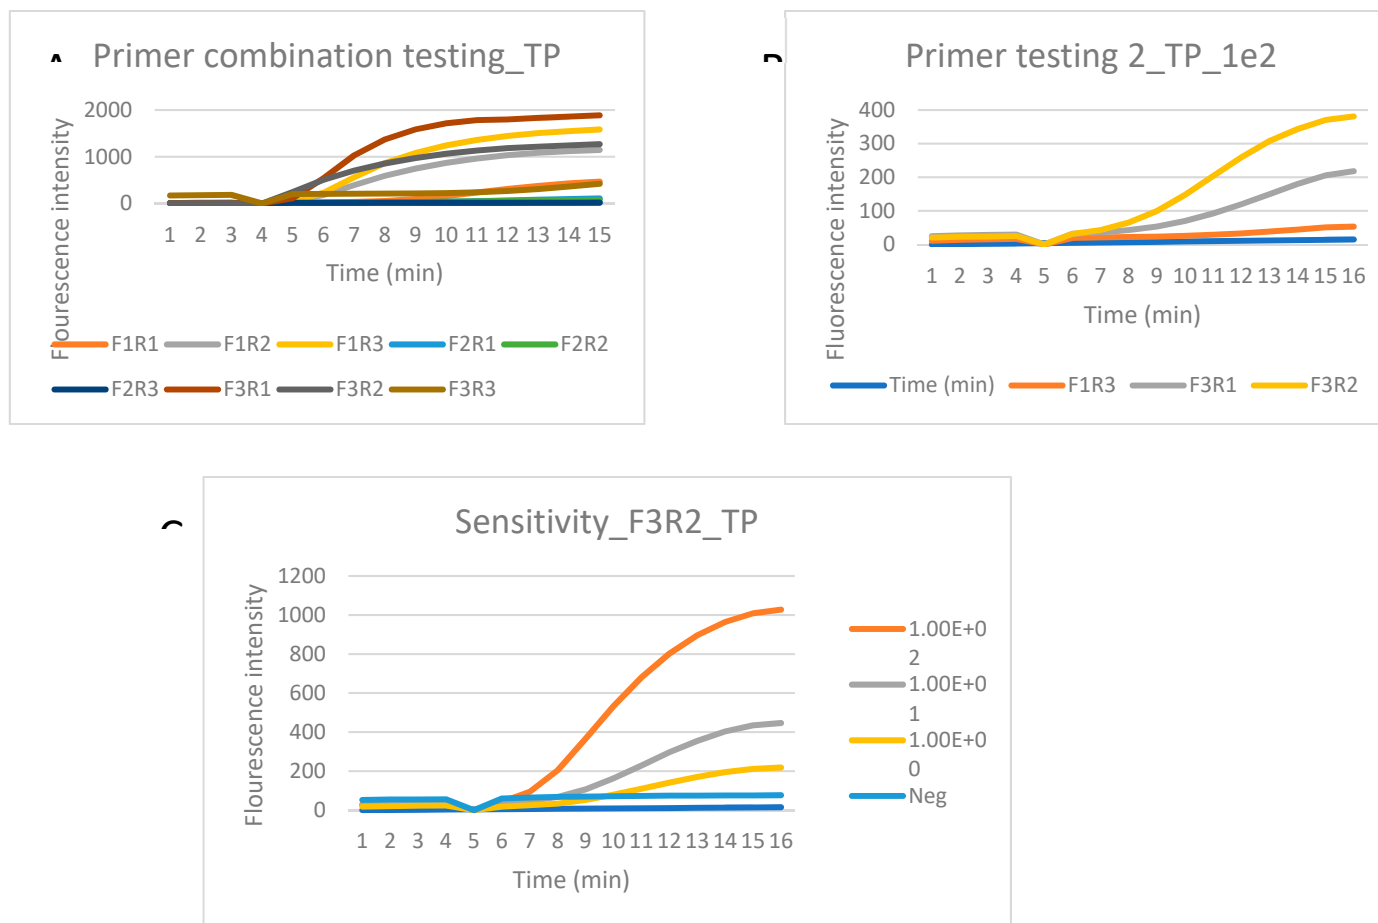 Primer combination testing_TP
Flourescence intensity
2000
1000
0
1 2 3 4 5 6 7 8 9 10 11 12 13 14 15
Time (min)
F1R1 F1R2 F1R3 F2R1 F2R2
F2R3 F3R1 F3R2 F3R3
Primer testing 2_TP_1e2
Fluorescence intensity
400
300
200
100
0
1 2 3 4 5 6 7 8 9 10 11 12 13 14 15 16
Time (min)
Time (min) F1R3 F3R1 F3R2
Sensitivity_F3R2_TP
Flourescence intensity
1200
1000
800
600
400
200
0
1 2 3 4 5 6 7 8 9 10 11 12 13 14 15 16
Time (min)
1.00E+0
2
1.00E+0
1
1.00E+0
0
Neg